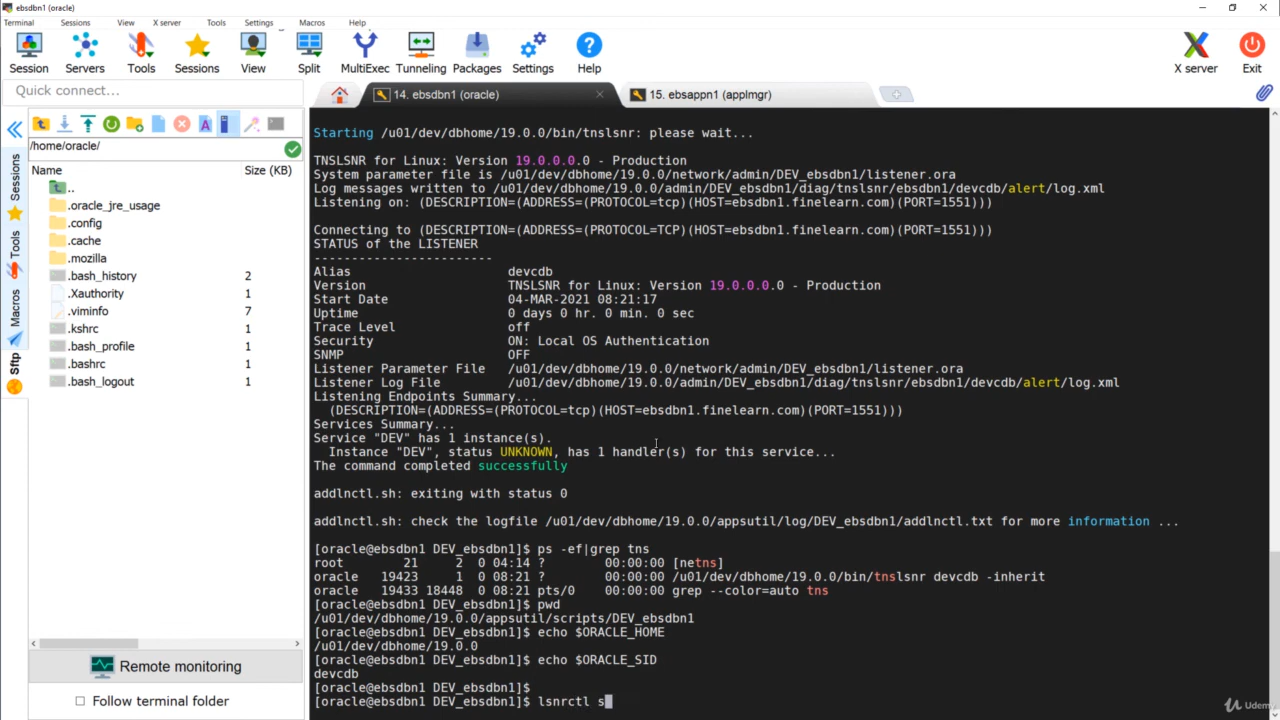 ebsdbn1 (oracle)
Terminal Sessions View X server Tools Settings Macros Help
Session Servers Tools Sessions View Split MultiExec Tunneling Packages Settings Help X server Exit
Quick connect...
14. ebsdbn1 (oracle)
15. ebsappn1 (applmgr)
/home/oracle/
Name Size (KB)
..
.oracle_jre_usage
.config
.cache
.mozilla
.bash_history 2
.Xauthority 1
.viminfo 7
.kshrc 1
.bash_profile 1
.bashrc 1
.bash_logout 1
Sessions
Tools
Macros
Sftp
Remote monitoring
Follow terminal folder
Starting /u01/dev/dbhome/19.0.0/bin/tnslsnr: please wait...
TNSLSNR for Linux: Version 19.0.0.0.0 - Production
System parameter file is /u01/dev/dbhome/19.0.0/network/admin/DEV_ebsdbn1/listener.ora
Log messages written to /u01/dev/dbhome/19.0.0/admin/DEV_ebsdbn1/diag/tnslsnr/ebsdbn1/devcdb/alert/log.xml
Listening on: (DESCRIPTION=(ADDRESS=(PROTOCOL=tcp)(HOST=ebsdbn1.finelearn.com)(PORT=1551)))
Connecting to (DESCRIPTION=(ADDRESS=(PROTOCOL=TCP)(HOST=ebsdbn1.finelearn.com)(PORT=1551)))
STATUS of the LISTENER
------------------------
Alias devcdb
Version TNSLSNR for Linux: Version 19.0.0.0.0 - Production
Start Date 04-MAR-2021 08:21:17
Uptime 0 days 0 hr. 0 min. 0 sec
Trace Level off
Security ON: Local OS Authentication
SNMP OFF
Listener Parameter File /u01/dev/dbhome/19.0.0/network/admin/DEV_ebsdbn1/listener.ora
Listener Log File /u01/dev/dbhome/19.0.0/admin/DEV_ebsdbn1/diag/tnslsnr/ebsdbn1/devcdb/alert/log.xml
Listening Endpoints Summary...
(DESCRIPTION=(ADDRESS=(PROTOCOL=tcp)(HOST=ebsdbn1.finelearn.com)(PORT=1551)))
Services Summary...
Service "DEV" has 1 instance(s).
Instance "DEV", status UNKNOWN, has 1 handler(s) for this service...
The command completed successfully
addlnctl.sh: exiting with status 0
addlnctl.sh: check the logfile /u01/dev/dbhome/19.0.0/appsutil/log/DEV_ebsdbn1/addlnctl.txt for more information ...
[oracle@ebsdbn1 DEV_ebsdbn1]$ ps -ef|grep tns
root 21 2 0 04:14 ? 00:00:00 [netns]
oracle 19423 1 0 08:21 ? 00:00:00 /u01/dev/dbhome/19.0.0/bin/tnslsnr devcdb -inherit
oracle 19433 18448 0 08:21 pts/0 00:00:00 grep --color=auto tns
[oracle@ebsdbn1 DEV_ebsdbn1]$ pwd
/u01/dev/dbhome/19.0.0/appsutil/scripts/DEV_ebsdbn1
[oracle@ebsdbn1 DEV_ebsdbn1]$ echo $ORACLE_HOME
/u01/dev/dbhome/19.0.0
[oracle@ebsdbn1 DEV_ebsdbn1]$ echo $ORACLE_SID
devcdb
[oracle@ebsdbn1 DEV_ebsdbn1]$
[oracle@ebsdbn1 DEV_ebsdbn1]$ lsnrctl s
Udemy